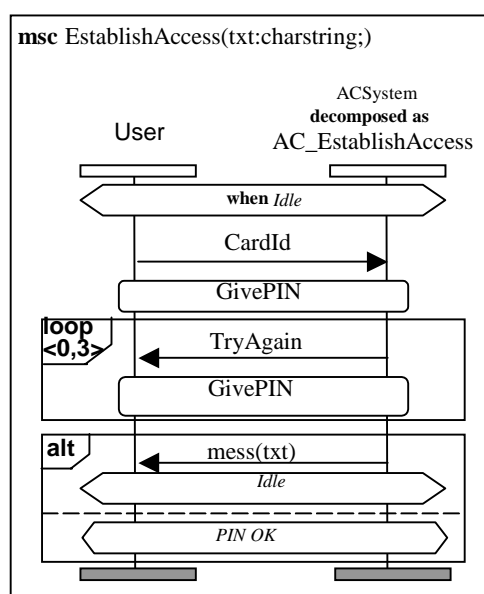 msc EstablishAccess(txt:charstring;)
ACSystem
decomposed as
User
AC_EstablishAccess
when Idle
CardId
GivePIN
loop
<0,3>
TryAgain
GivePIN
alt
mess(txt)
Idle
PIN OK